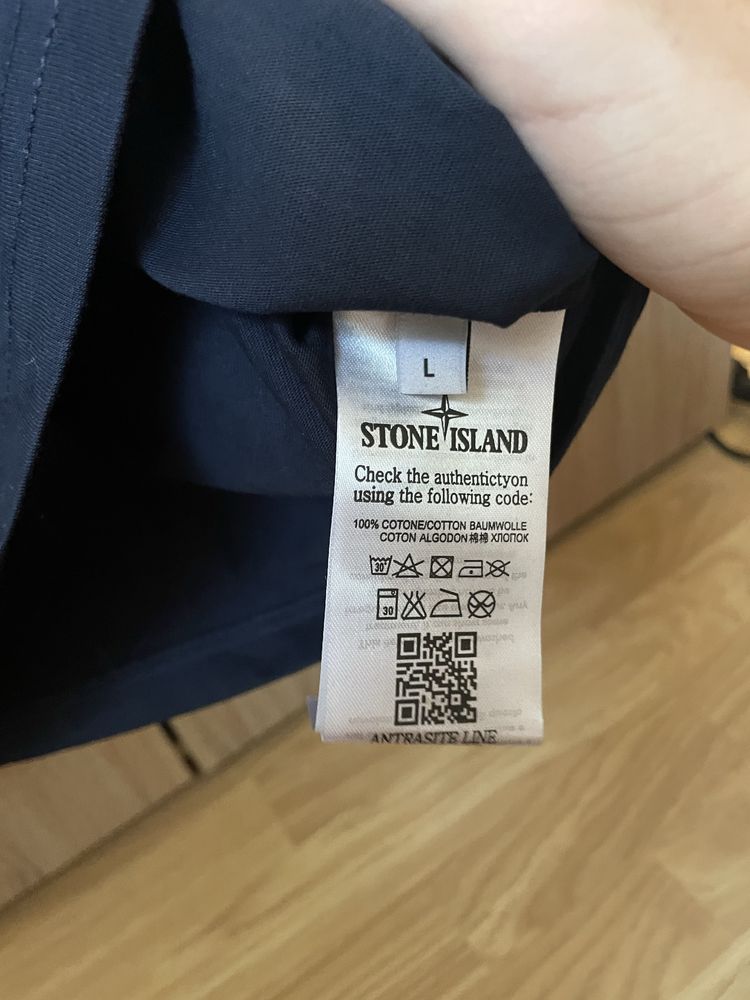 L
STONE ISLAND
Check the authentictyon
using the following code:
100% COTONE/COTTON BAUMWOLLE
COTON ALGODON 棉棉 ХЛОПОК
30°
30
ANTRASITE LINE